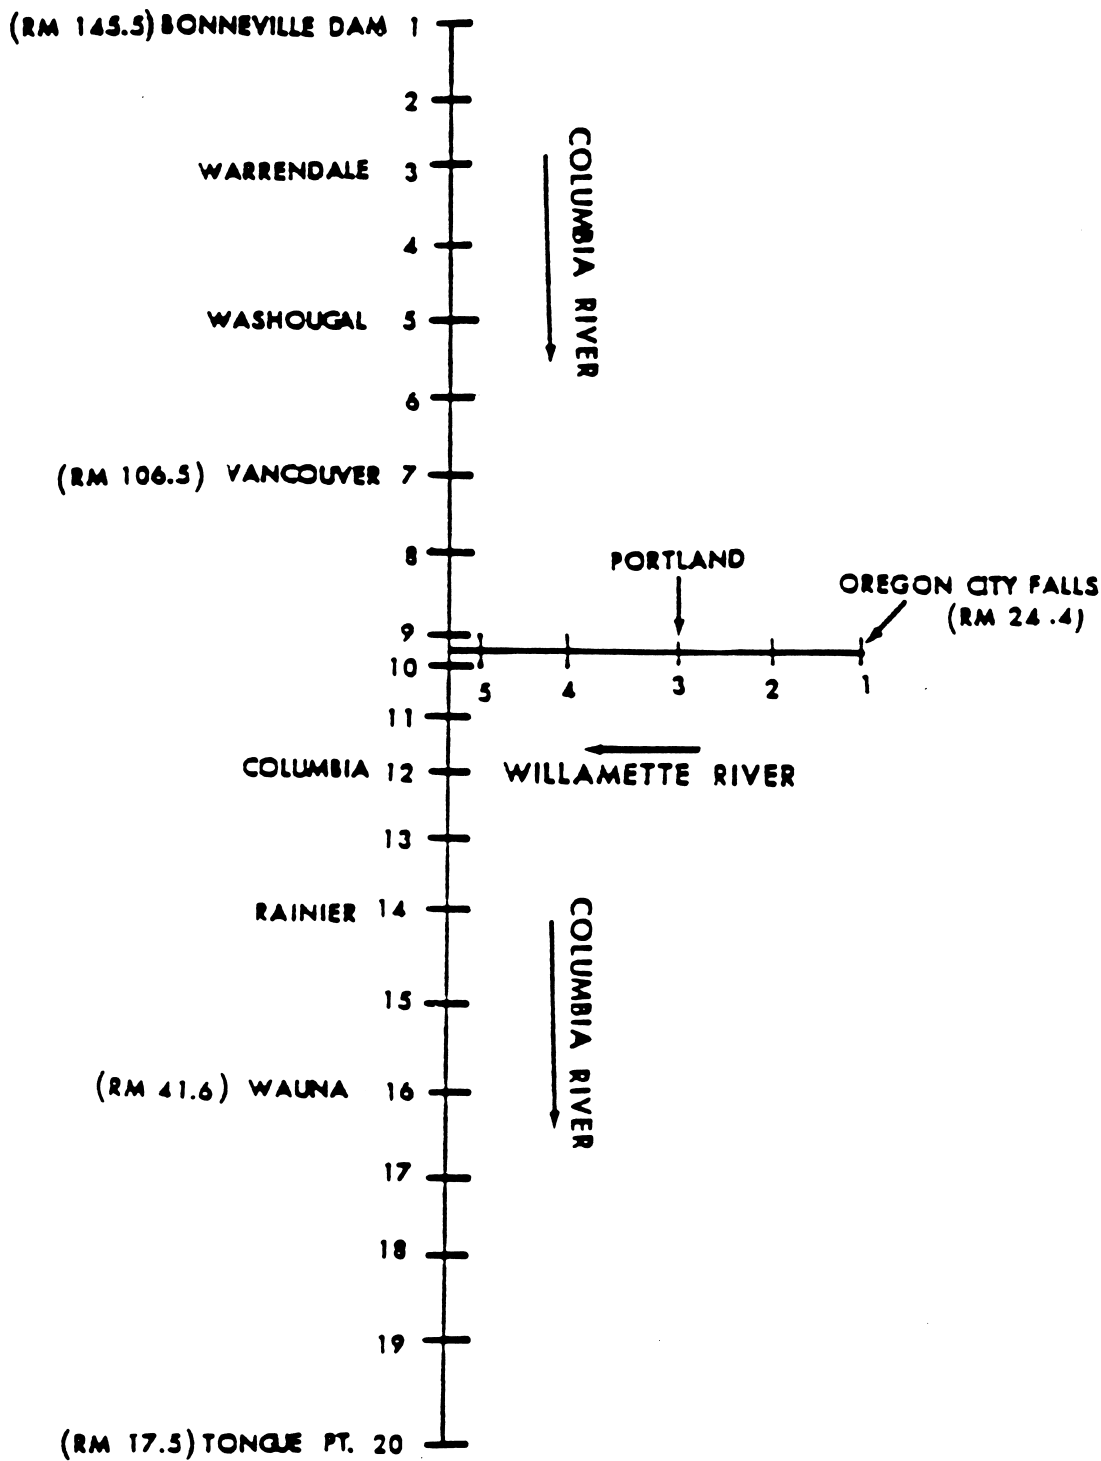 (RM 145.5) BONNEVILLE DAM 1
2
WARRENDALE 3
4
WASHOUGAL 5
6
(RM 106.5) VANCOUVER 7
8
9
10
11
COLUMBIA 12
13
RAINIER 14
15
(RM 41.6) WAUNA 16
17
18
19
(RM 17.5) TONGUE PT. 20
COLUMBIA RIVER
PORTLAND
OREGON CITY FALLS
(RM 24.4)
5 4 3 2 1
WILLAMETTE RIVER
COLUMBIA RIVER